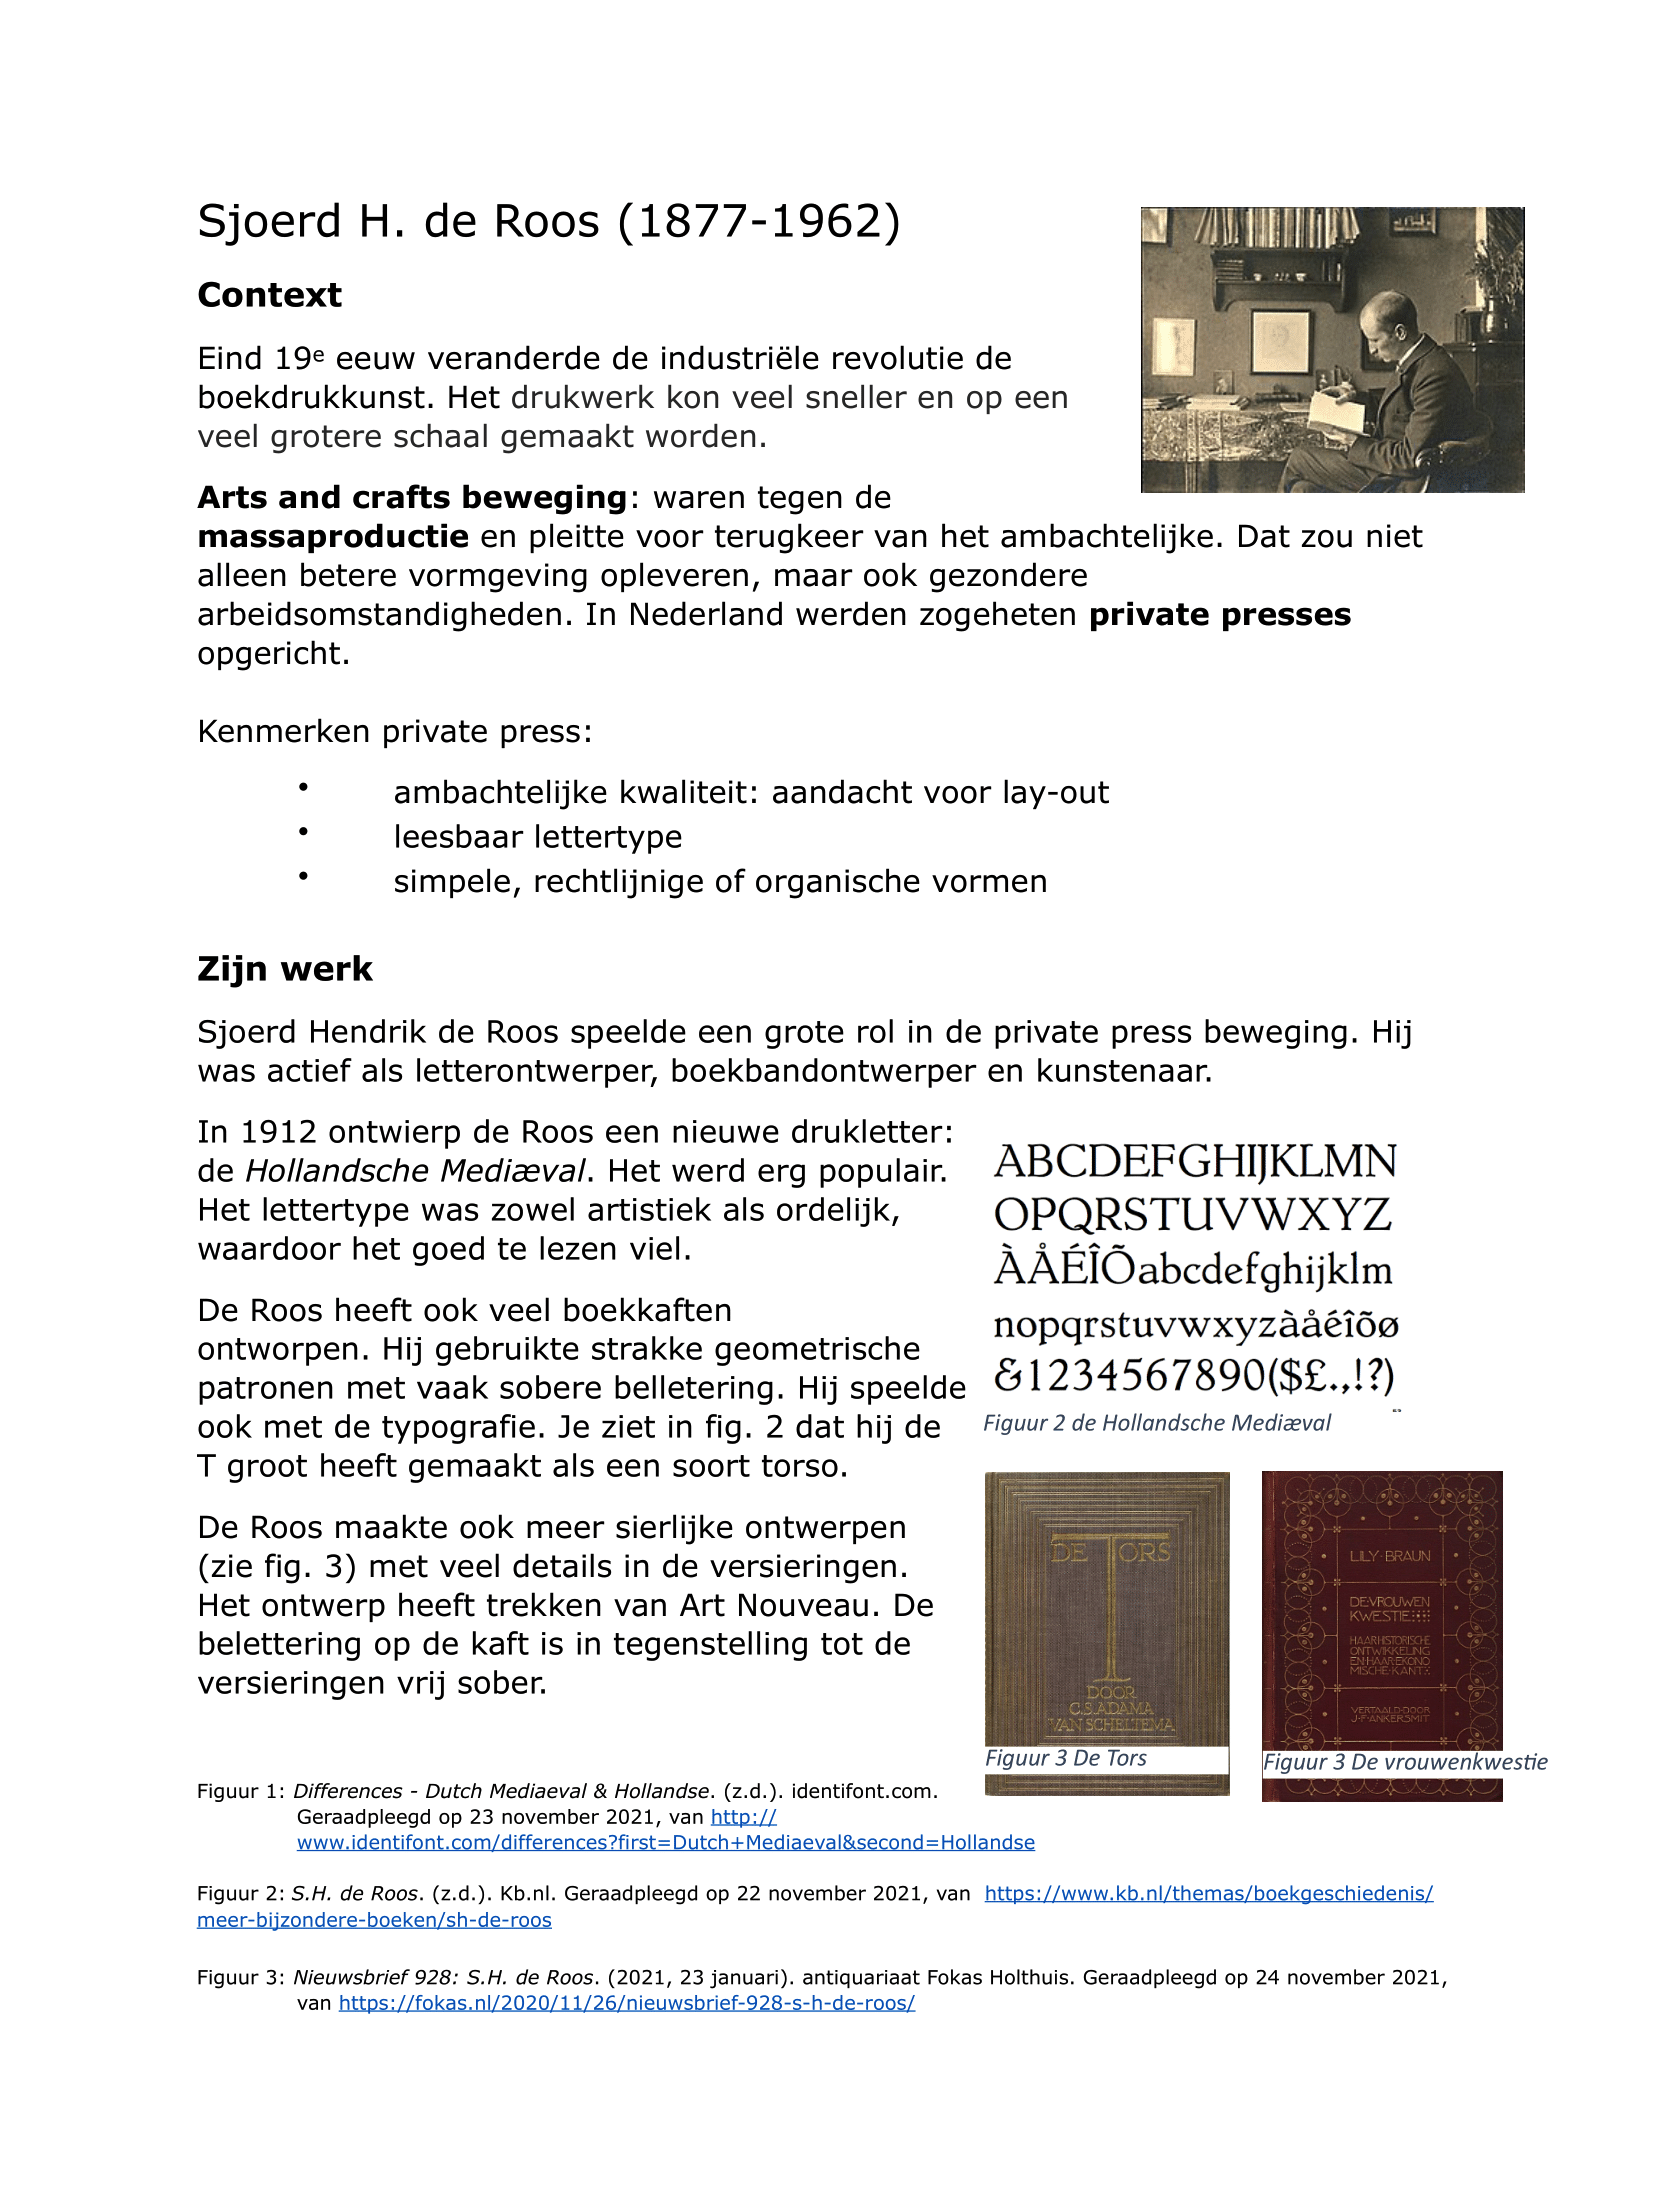 Sjoerd H. de Roos (1877-1962)
Context
Eind 19e eeuw veranderde de industriële revolutie de
boekdrukkunst. Het drukwerk kon veel sneller en op een
veel grotere schaal gemaakt worden.
Arts and crafts beweging: waren tegen de
massaproductie en pleitte voor terugkeer van het ambachtelijke. Dat zou niet
alleen betere vormgeving opleveren, maar ook gezondere
arbeidsomstandigheden. In Nederland werden zogeheten private presses
opgericht.
Kenmerken private press:
• ambachtelijke kwaliteit: aandacht voor lay-out
• leesbaar lettertype
• simpele, rechtlijnige of organische vormen
Zijn werk
Sjoerd Hendrik de Roos speelde een grote rol in de private press beweging. Hij
was actief als letterontwerper, boekbandontwerper en kunstenaar.
In 1912 ontwierp de Roos een nieuwe drukletter:
de Hollandsche Mediæval. Het werd erg populair.
Het lettertype was zowel artistiek als ordelijk,
waardoor het goed te lezen viel.
De Roos heeft ook veel boekkaften
ontworpen. Hij gebruikte strakke geometrische
patronen met vaak sobere belletering. Hij speelde
ook met de typografie. Je ziet in fig. 2 dat hij de
T groot heeft gemaakt als een soort torso.
De Roos maakte ook meer sierlijke ontwerpen
(zie fig. 3) met veel details in de versieringen.
Het ontwerp heeft trekken van Art Nouveau. De
belettering op de kaft is in tegenstelling tot de
versieringen vrij sober.
ABCDEFGHIJKLMN
OPQRSTUVWXYZ
ÀÅÉÎÕabcdefghijklm
nopqrstuvwxyzàåéîõø
&1234567890($£.,!?)
Figuur 2 de Hollandsche Mediæval
DE TORS
DOOR
C.S.ADAMA
VAN SCHELTEMA
Figuur 3 De Tors
LILY·BRAUN
DE·VROUWEN
KWESTIE
HAAR·HISTORISCHE
ONTWIKKELING
EN·HAAR·EKONO
MISCHE·KANT
VERTAALD·DOOR
J·F·ANKERSMIT
Figuur 3 De vrouwenkwestie
Figuur 1: Differences - Dutch Mediaeval & Hollandse. (z.d.). identifont.com.
Geraadpleegd op 23 november 2021, van http://
www.identifont.com/differences?first=Dutch+Mediaeval&second=Hollandse
Figuur 2: S.H. de Roos. (z.d.). Kb.nl. Geraadpleegd op 22 november 2021, van https://www.kb.nl/themas/boekgeschiedenis/
meer-bijzondere-boeken/sh-de-roos
Figuur 3: Nieuwsbrief 928: S.H. de Roos. (2021, 23 januari). antiquariaat Fokas Holthuis. Geraadpleegd op 24 november 2021,
van https://fokas.nl/2020/11/26/nieuwsbrief-928-s-h-de-roos/